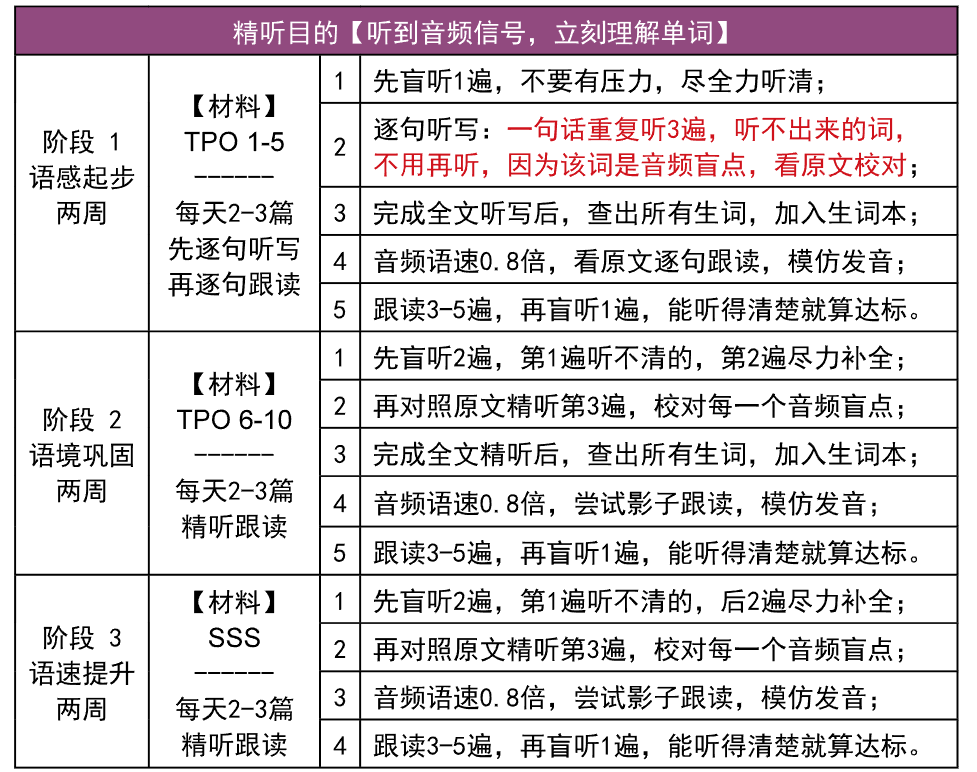 精听目的【听到音频信号，立刻理解单词】
阶段 1
语感起步
两周
【材料】
TPO 1-5
------
每天2-3篇
先逐句听写
再逐句跟读
1 先盲听1遍，不要有压力，尽全力听清；
2 逐句听写：一句话重复听3遍，听不出来的词，
不用再听，因为该词是音频盲点，看原文校对；
3 完成全文听写后，查出所有生词，加入生词本；
4 音频语速0.8倍，看原文逐句跟读，模仿发音；
5 跟读3-5遍，再盲听1遍，能听得清楚就算达标。
阶段 2
语境巩固
两周
【材料】
TPO 6-10
------
每天2-3篇
精听跟读
1 先盲听2遍，第1遍听不清的，第2遍尽力补全；
2 再对照原文精听第3遍，校对每一个音频盲点；
3 完成全文精听后，查出所有生词，加入生词本；
4 音频语速0.8倍，尝试影子跟读，模仿发音；
5 跟读3-5遍，再盲听1遍，能听得清楚就算达标。
阶段 3
语速提升
两周
【材料】
SSS
------
每天2-3篇
精听跟读
1 先盲听2遍，第1遍听不清的，后2遍尽力补全；
2 再对照原文精听第3遍，校对每一个音频盲点；
3 音频语速0.8倍，尝试影子跟读，模仿发音；
4 跟读3-5遍，再盲听1遍，能听得清楚就算达标。